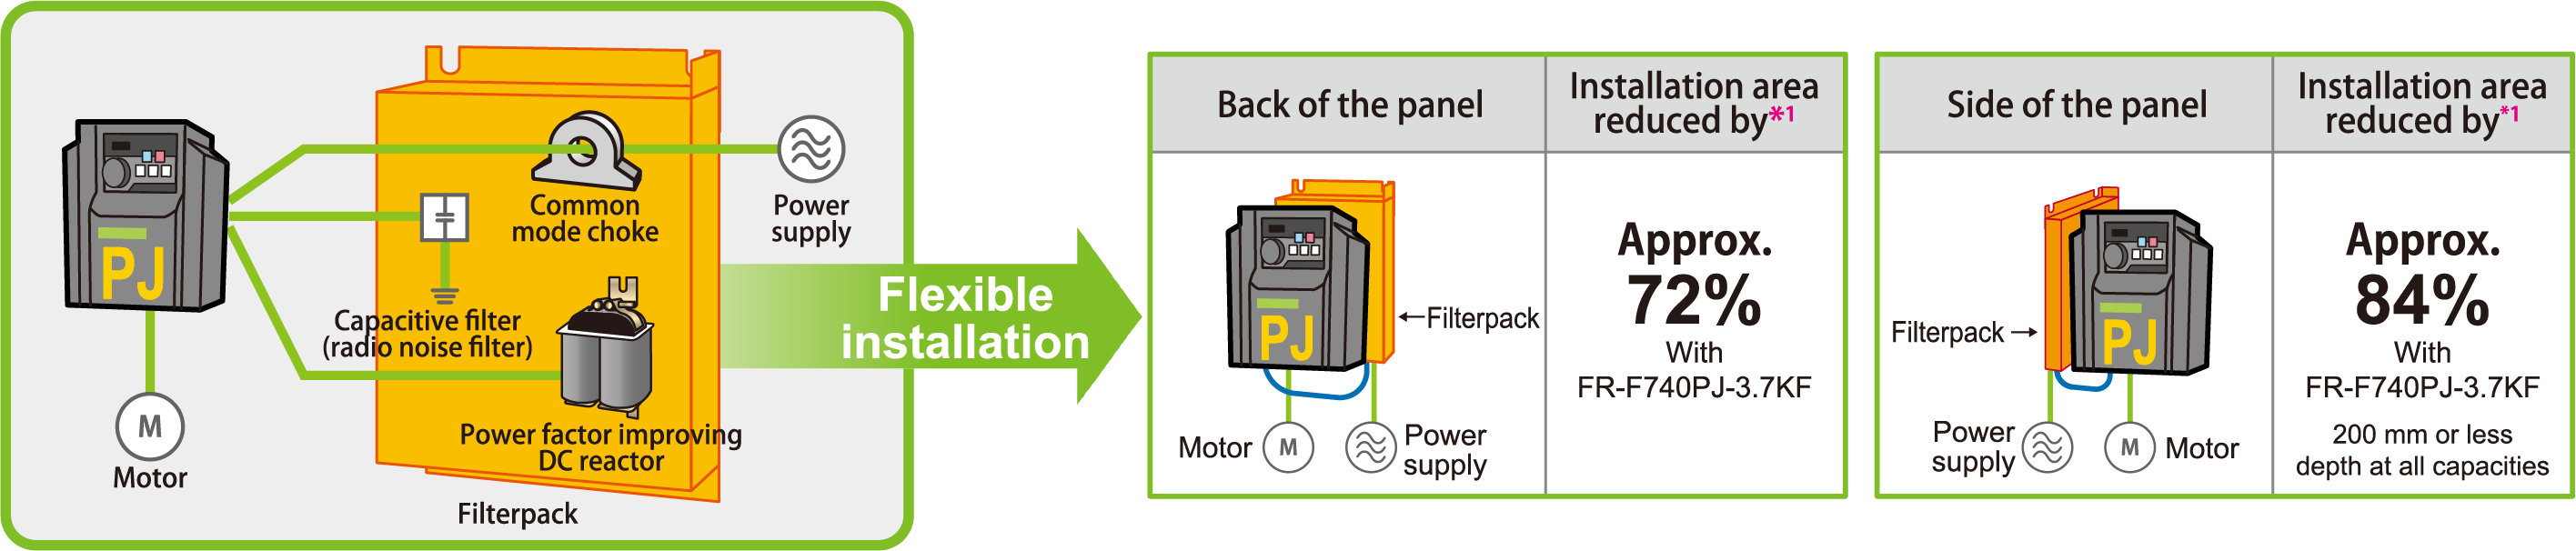 PJ
M
Motor
Common
mode choke
Power
supply
Capacitive filter
(radio noise filter)
Power factor improving
DC reactor
Filterpack
Flexible
installation
Back of the panel
Installation area
reduced by*1
PJ
←Filterpack
Motor
M
Power
supply
Approx.
72%
With
FR-F740PJ-3.7KF
Side of the panel
Installation area
reduced by*1
Filterpack→
PJ
Power
supply
M
Motor
Approx.
84%
With
FR-F740PJ-3.7KF
200 mm or less
depth at all capacities